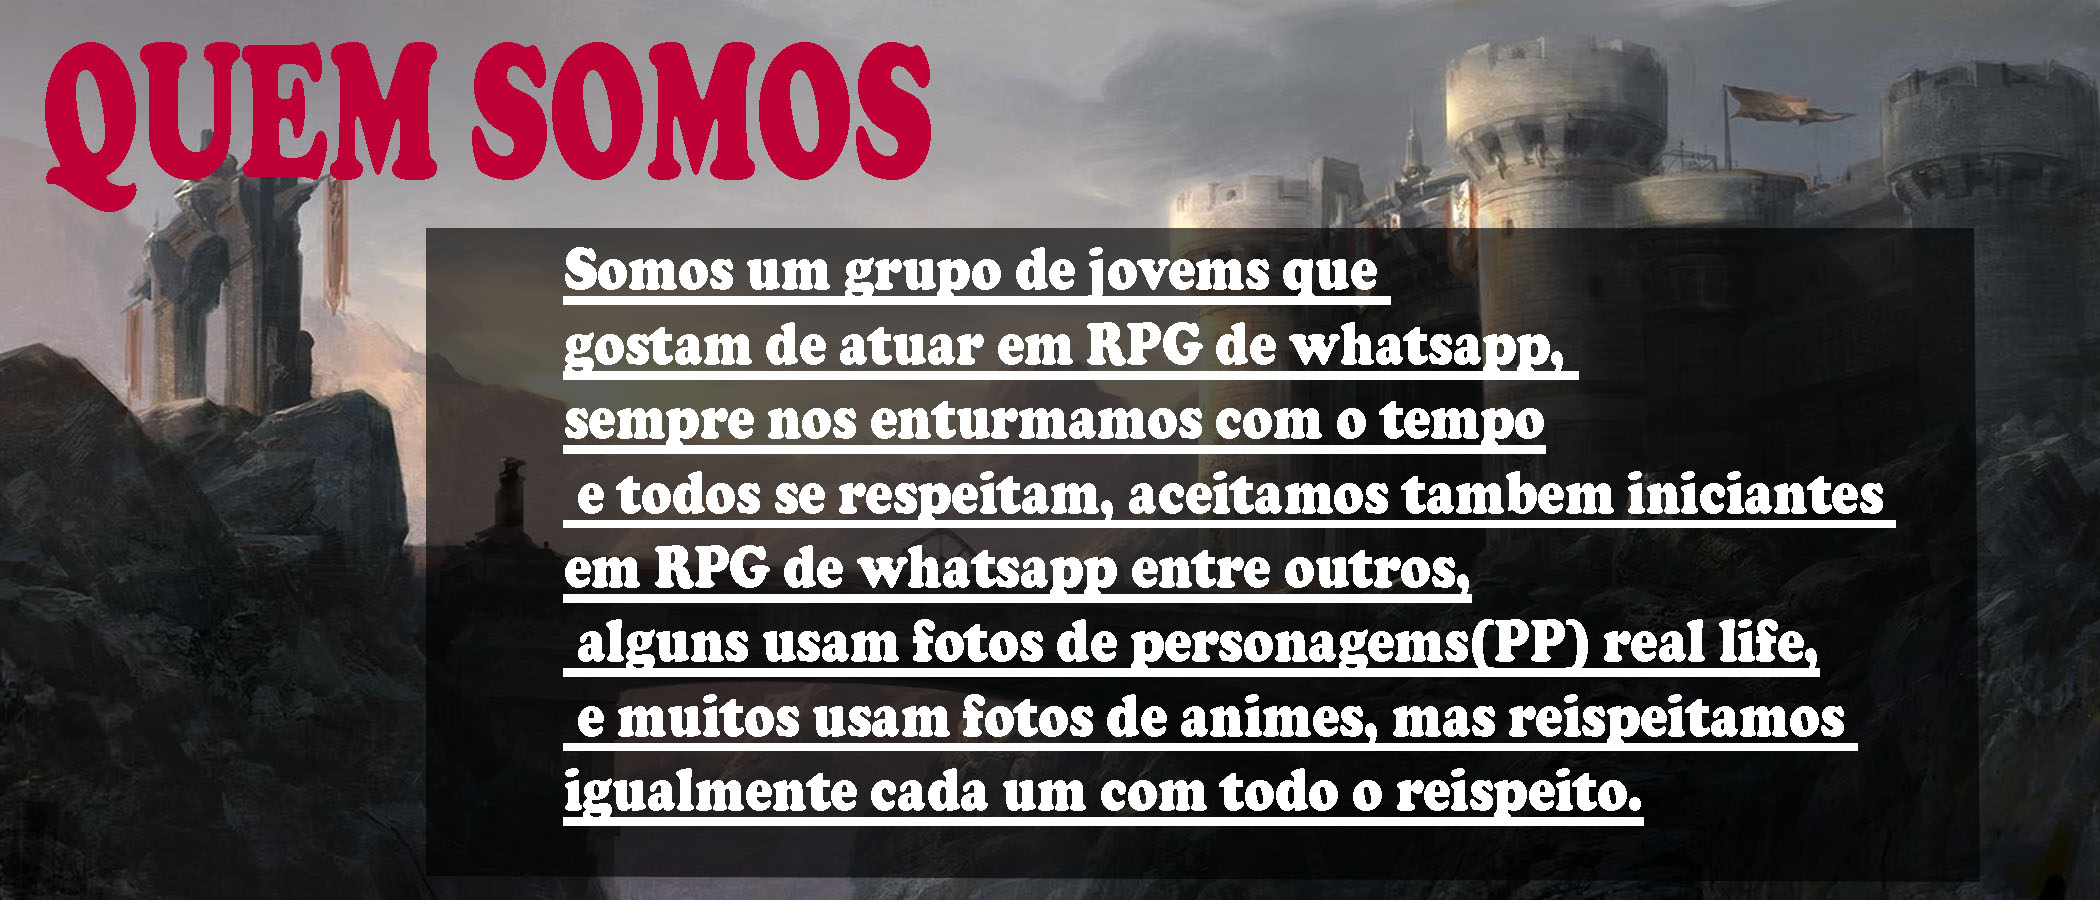 QUEM SOMOS
Somos um grupo de jovems que
gostam de atuar em RPG de whatsapp,
sempre nos enturmamos com o tempo
e todos se respeitam, aceitamos tambem iniciantes
em RPG de whatsapp entre outros,
alguns usam fotos de personagems(PP) real life,
e muitos usam fotos de animes, mas reispeitamos
igualmente cada um com todo o reispeito.